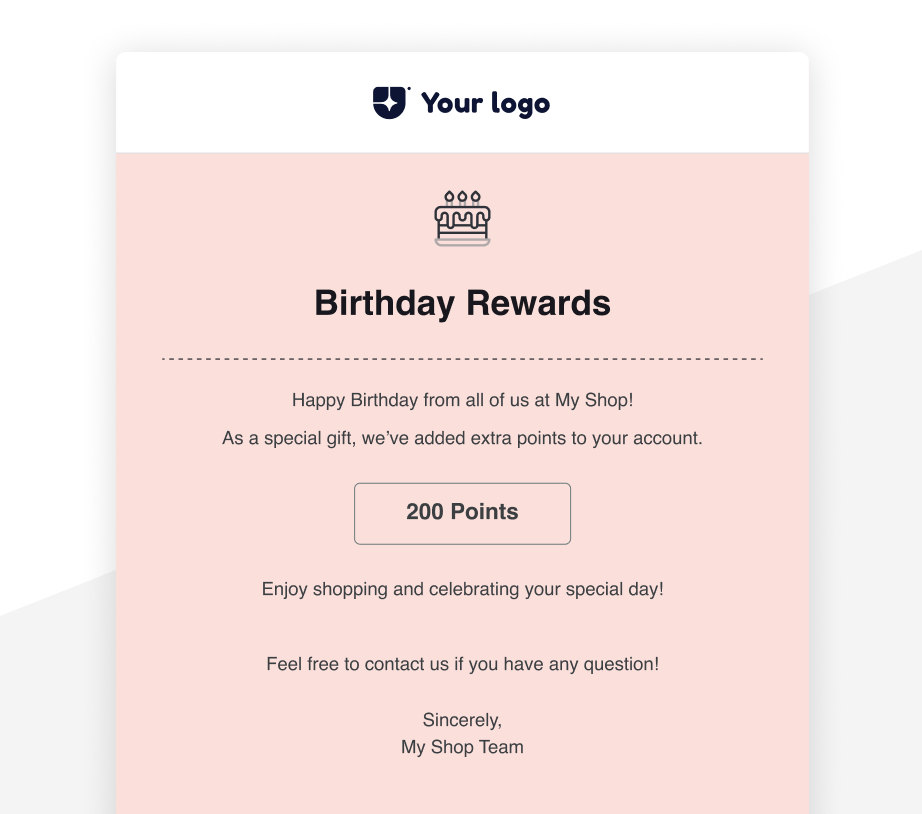 Your logo
Birthday Rewards
Happy Birthday from all of us at My Shop!
As a special gift, we’ve added extra points to your account.
200 Points
Enjoy shopping and celebrating your special day!
Feel free to contact us if you have any question!
Sincerely,
My Shop Team